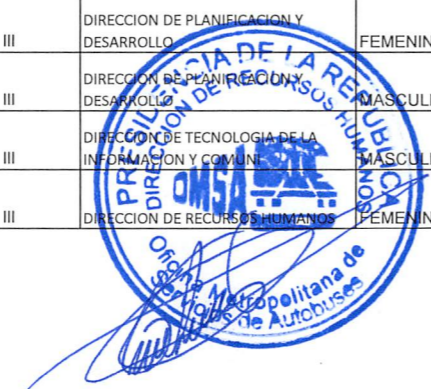 III DIRECCION DE PLANIFICACION Y
DESARROLLO FEMENIN
III DIRECCION DE PLANIFICACION Y
DESARROLLO MASCULI
III DIRECCION DE TECNOLOGIA DE LA
INFORMACION Y COMUNI MASCULI
III DIRECCION DE RECURSOS HUMANOS FEMENIN
PRESIDENCIA DE LA REPUBLICA
DIRECCION DE RECURSOS HUMANOS
OMSA
Oficina Metropolitana de
Servicios de Autobuses